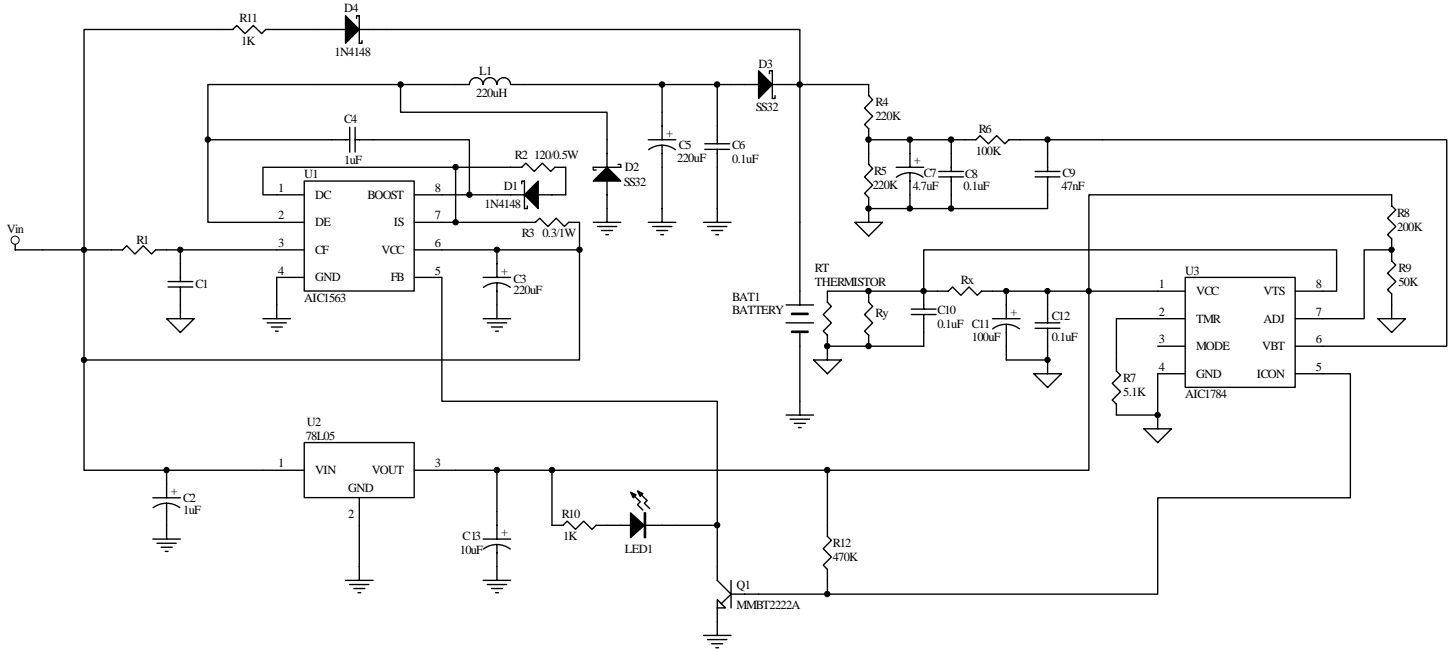 D4
R11
1K
1N4148
L1
220uH
D3
SS32
C4
1uF
R4
220K
R6
100K
R2 120/0.5W
D1
1N4148
D2
SS32
+
C5
220uF
C6
0.1uF
R5
220K
+
C7
4.7uF
C8
0.1uF
C9
47nF
U1
1 DC BOOST 8
2 DE IS 7
3 CF VCC 6
4 GND FB 5
AIC1563
R3 0.3/1W
Vin
R1
C1
+
C3
220uF
R8
200K
R9
50K
RT
THERMISTOR
Rx
Ry
BAT1
BATTERY
C10
0.1uF
C11
100uF
+
C12
0.1uF
U3
1 VCC VTS 8
2 TMR ADJ 7
3 MODE VBT 6
4 GND ICON 5
AIC1784
R7
5.1K
U2
78L05
1 VIN VOUT 3
GND
2
+
C2
1uF
C13
10uF
+
R10
1K
LED1
R12
470K
Q1
MMBT2222A